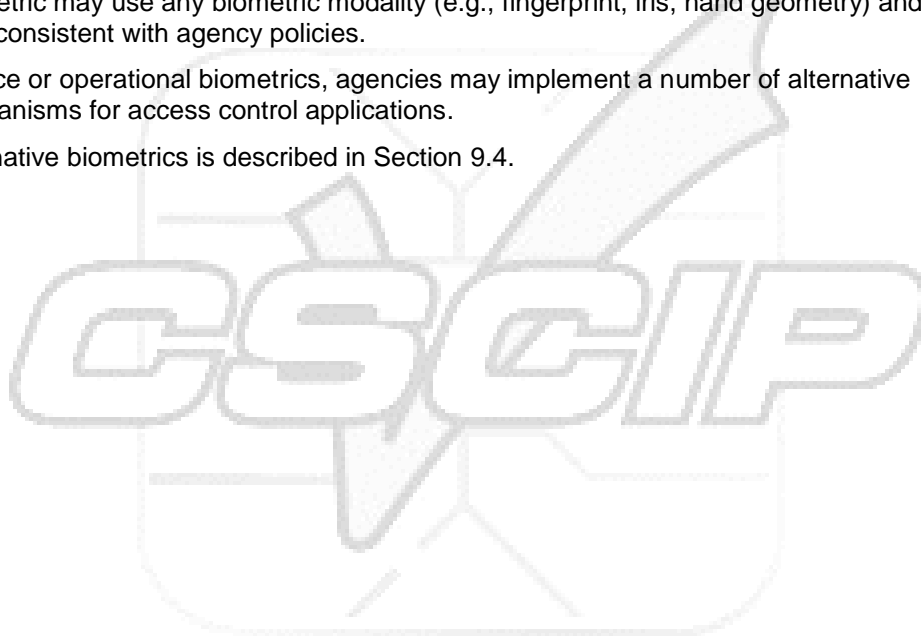 etric may use any biometric modality (e.g., fingerprint, iris, hand geometry) and
consistent with agency policies.
ce or operational biometrics, agencies may implement a number of alternative
anisms for access control applications.
native biometrics is described in Section 9.4.
CSCIP